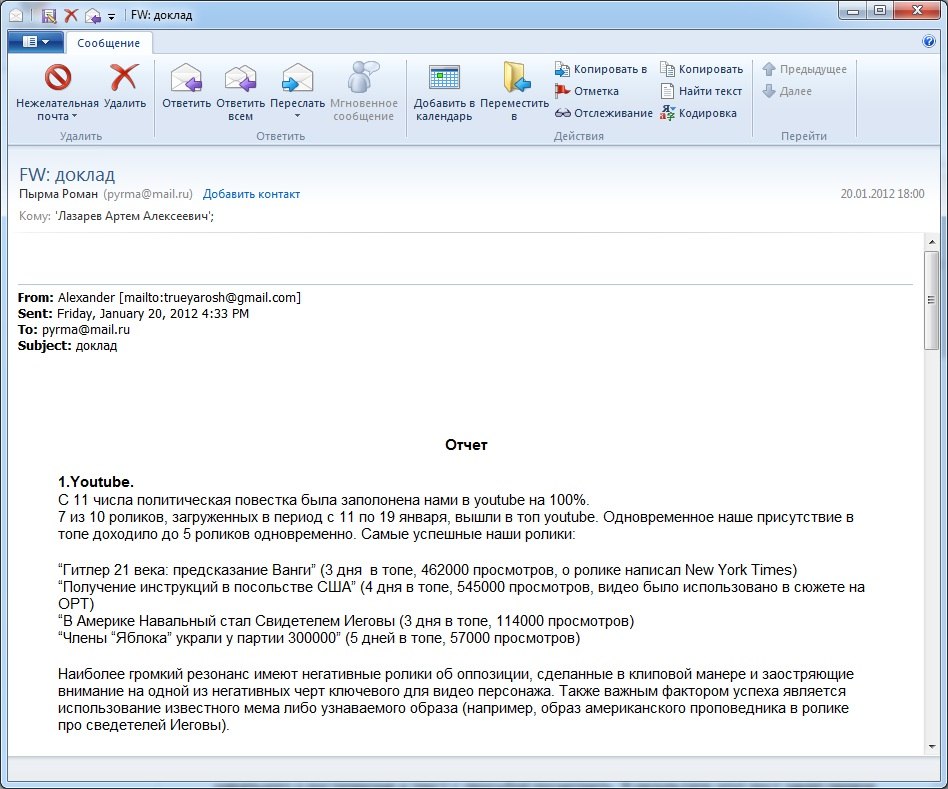 FW: доклад
Сообщение
Нежелательная почта
Удалить
Ответить
Ответить всем
Переслать
Мгновенное сообщение
Добавить в календарь
Переместить в
Копировать в
Отметка
Отслеживание
Копировать
Найти текст
Кодировка
Предыдущее
Далее
Удалить
Ответить
Действия
Перейти
FW: доклад
Пырма Роман (pyrma@mail.ru) Добавить контакт
20.01.2012 18:00
Кому: 'Лазарев Артем Алексеевич';
From: Alexander [mailto:trueyarosh@gmail.com]
Sent: Friday, January 20, 2012 4:33 PM
To: pyrma@mail.ru
Subject: доклад
Отчет
1.Youtube.
С 11 числа политическая повестка была заполонена нами в youtube на 100%.
7 из 10 роликов, загруженных в период с 11 по 19 января, вышли в топ youtube. Одновременное наше присутствие в
топе доходило до 5 роликов одновременно. Самые успешные наши ролики:
“Гитлер 21 века: предсказание Ванги” (3 дня  в топе, 462000 просмотров, о ролике написал New York Times)
“Получение инструкций в посольстве США” (4 дня в топе, 545000 просмотров, видео было использовано в сюжете на
ОРТ)
“В Америке Навальный стал Свидетелем Иеговы (3 дня в топе, 114000 просмотров)
“Члены “Яблока” украли у партии 300000” (5 дней в топе, 57000 просмотров)
Наиболее громкий резонанс имеют негативные ролики об оппозиции, сделанные в клиповой манере и заостряющие
внимание на одной из негативных черт ключевого для видео персонажа. Также важным фактором успеха является
использование известного мема либо узнаваемого образа (например, образ американского проповедника в ролике
про сведетелей Иеговы).